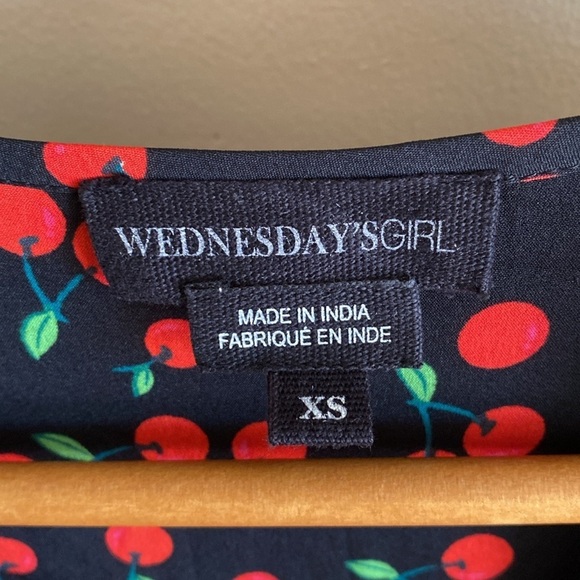 WEDNESDAY'SGIRL
MADE IN INDIA
FABRIQUÉ EN INDE
XS